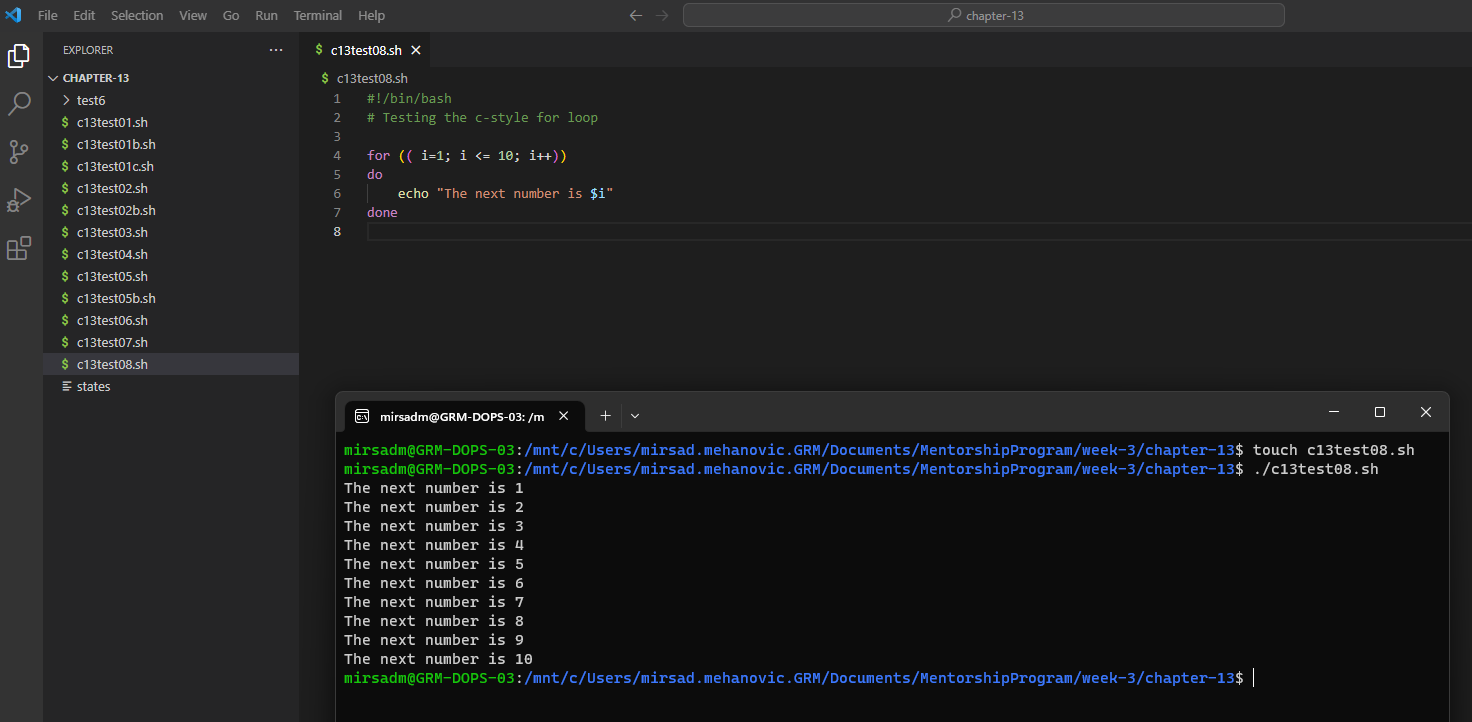 File Edit Selection View Go Run Terminal Help
chapter-13
EXPLORER
CHAPTER-13
test6
c13test01.sh
c13test01b.sh
c13test01c.sh
c13test02.sh
c13test02b.sh
c13test03.sh
c13test04.sh
c13test05.sh
c13test05b.sh
c13test06.sh
c13test07.sh
c13test08.sh
states
$ c13test08.sh
$ c13test08.sh
1 #!/bin/bash
2 # Testing the c-style for loop
3
4 for (( i=1; i <= 10; i++))
5 do
6 echo "The next number is $i"
7 done
8
mirsadm@GRM-DOPS-03: /m
mirsadm@GRM-DOPS-03:/mnt/c/Users/mirsad.mehanovic.GRM/Documents/MentorshipProgram/week-3/chapter-13$ touch c13test08.sh
mirsadm@GRM-DOPS-03:/mnt/c/Users/mirsad.mehanovic.GRM/Documents/MentorshipProgram/week-3/chapter-13$ ./c13test08.sh
The next number is 1
The next number is 2
The next number is 3
The next number is 4
The next number is 5
The next number is 6
The next number is 7
The next number is 8
The next number is 9
The next number is 10
mirsadm@GRM-DOPS-03:/mnt/c/Users/mirsad.mehanovic.GRM/Documents/MentorshipProgram/week-3/chapter-13$